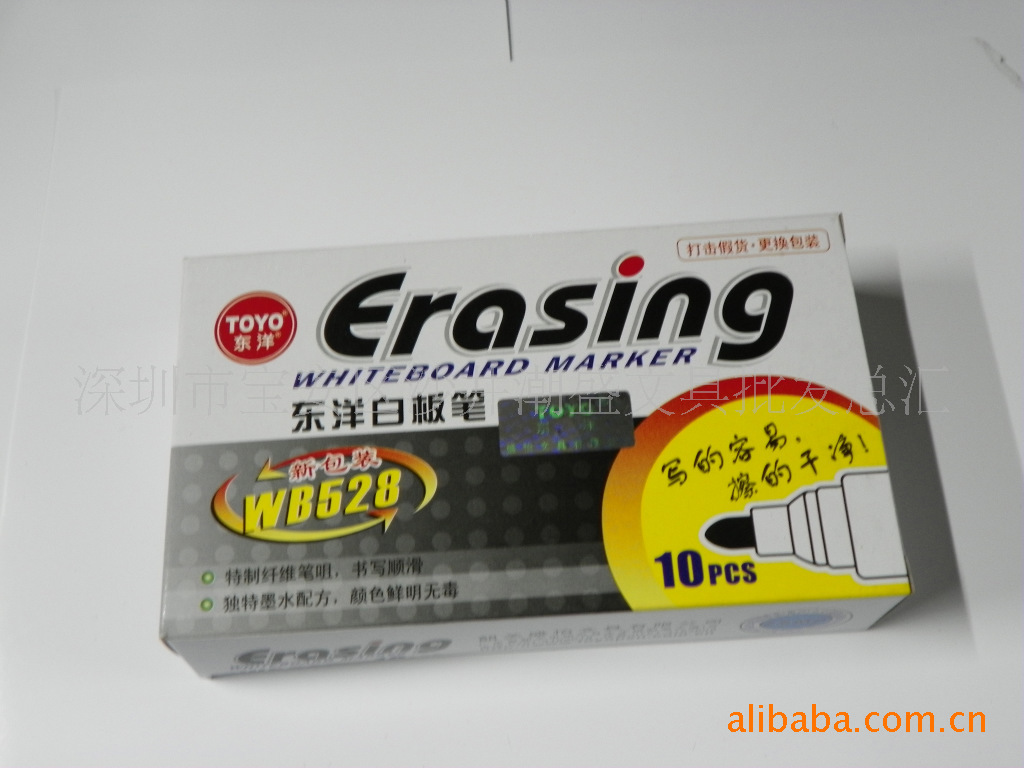 打击假货·更换包装
TOYO®
东洋®
Erasing
WHITEBOARD MARKER
东洋白板笔
TOYO
写的容易，
擦的干净！
新包装
WB528
10PCS
特制纤维笔咀，书写顺滑
独特墨水配方，颜色鲜明无毒
Erasing
alibaba.com.cn